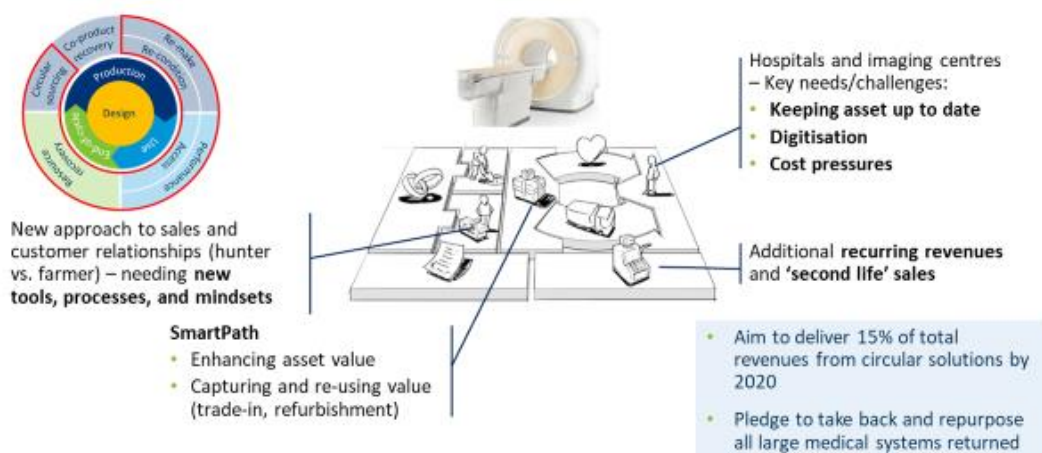 Co-product
recovery
Re-make
Re-condition
Circular
sourcing
Production
Design
End-of-cycle
Use
Access
Performance
Resource
recovery
Hospitals and imaging centres
– Key needs/challenges:
• Keeping asset up to date
• Digitisation
• Cost pressures
New approach to sales and
customer relationships (hunter
vs. farmer) – needing new
tools, processes, and mindsets
Additional recurring revenues
and ‘second life’ sales
SmartPath
• Enhancing asset value
• Capturing and re-using value
(trade-in, refurbishment)
• Aim to deliver 15% of total
revenues from circular solutions by
2020
• Pledge to take back and repurpose
all large medical systems returned